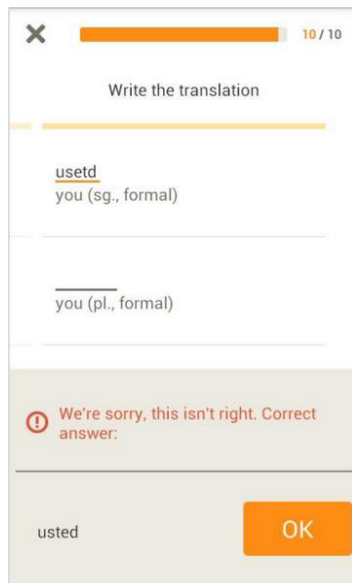 10 / 10
Write the translation
usetd
you (sg., formal)
you (pl., formal)
We're sorry, this isn't right. Correct
answer:
usted
OK